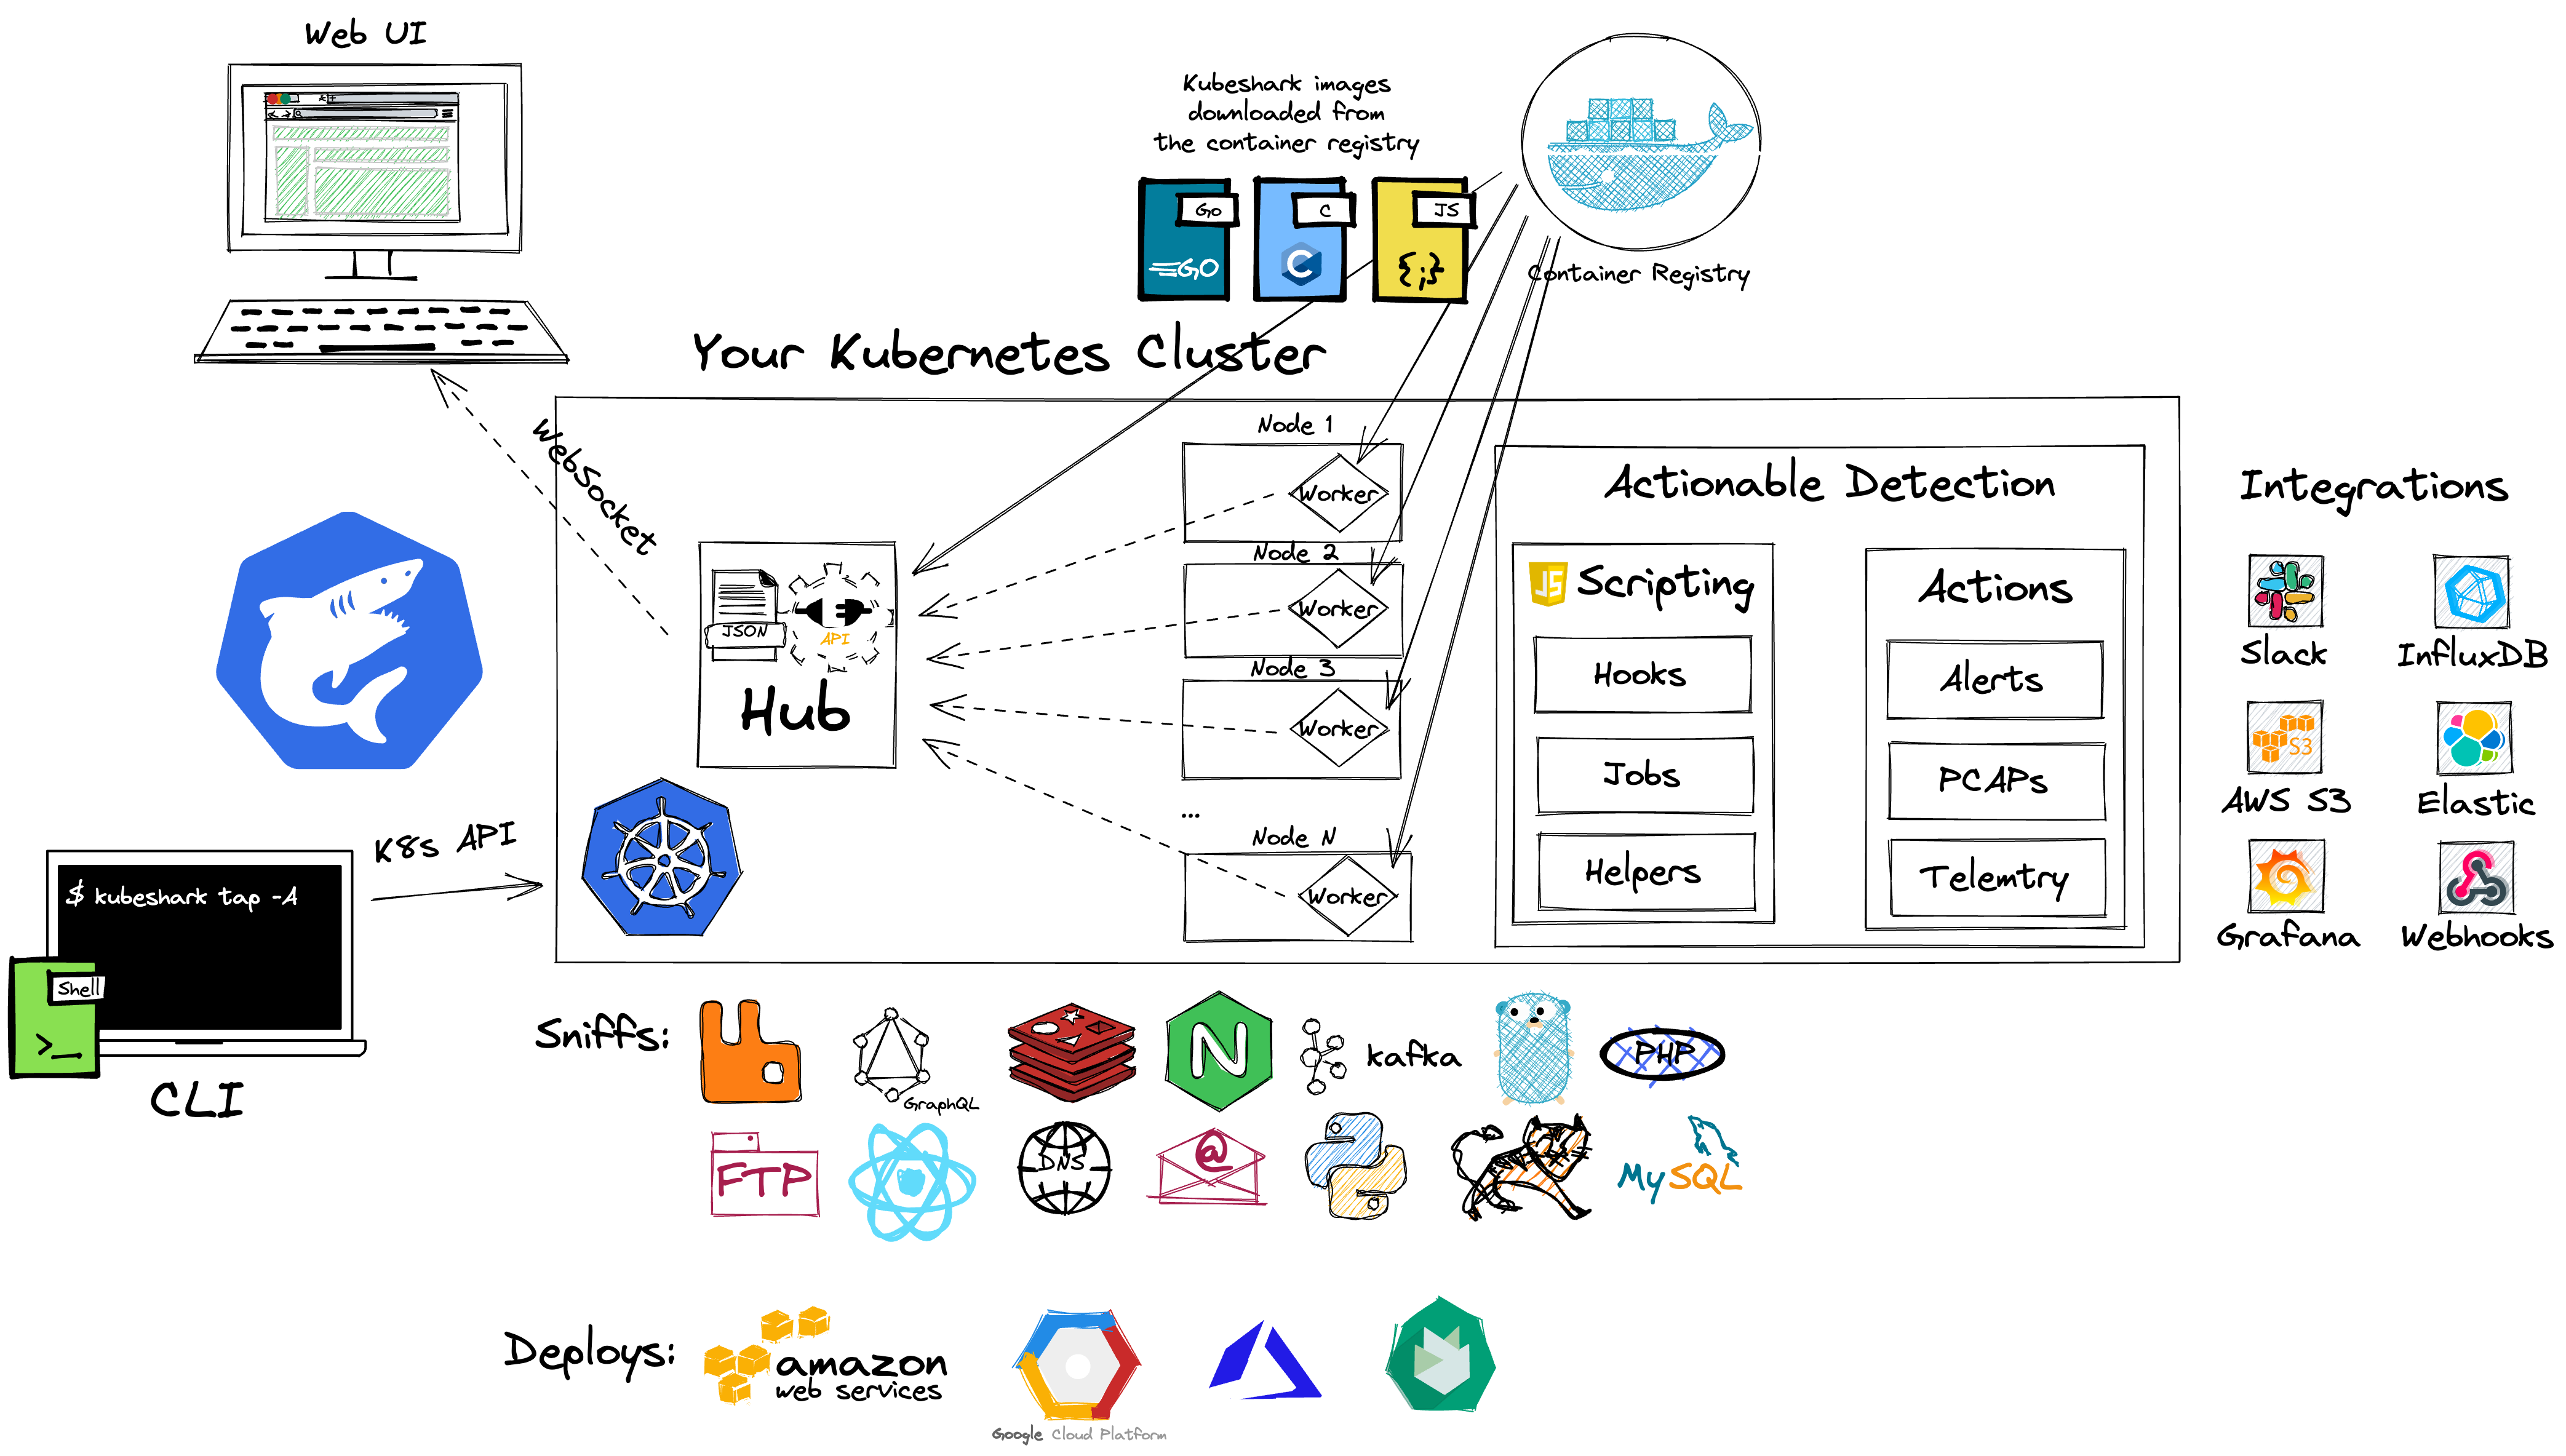 Web UI
Kubeshark images
downloaded from
the container registry
GO
C
JS
GO
C
{;}
Container Registry
Your Kubernetes Cluster
WebSocket
Node 1
Worker
Node 2
Worker
Node 3
Worker
...
Node N
Worker
JSON
API
Hub
Actionable Detection
JS
Scripting
Hooks
Jobs
Helpers
Actions
Alerts
PCAPs
Telemtry
Integrations
Slack
InfluxDB
S3
AWS S3
Elastic
Grafana
Webhooks
K8s API
$ kubeshark tap -A
Shell
>_
CLI
Sniffs:
GraphQL
N
kafka
PHP
FTP
DNS
@
MySQL
Deploys:
amazon
web services
Google Cloud Platform